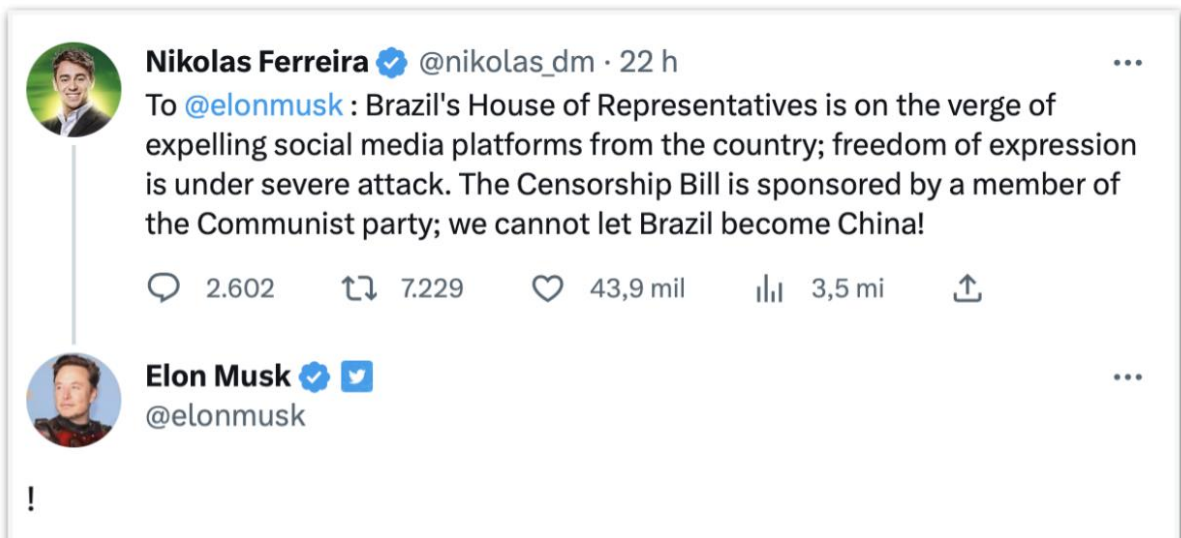 Nikolas Ferreira @nikolas_dm · 22 h
To @elonmusk : Brazil's House of Representatives is on the verge of
expelling social media platforms from the country; freedom of expression
is under severe attack. The Censorship Bill is sponsored by a member of
the Communist party; we cannot let Brazil become China!
2.602 7.229 43,9 mil 3,5 mi
Elon Musk
@elonmusk
!